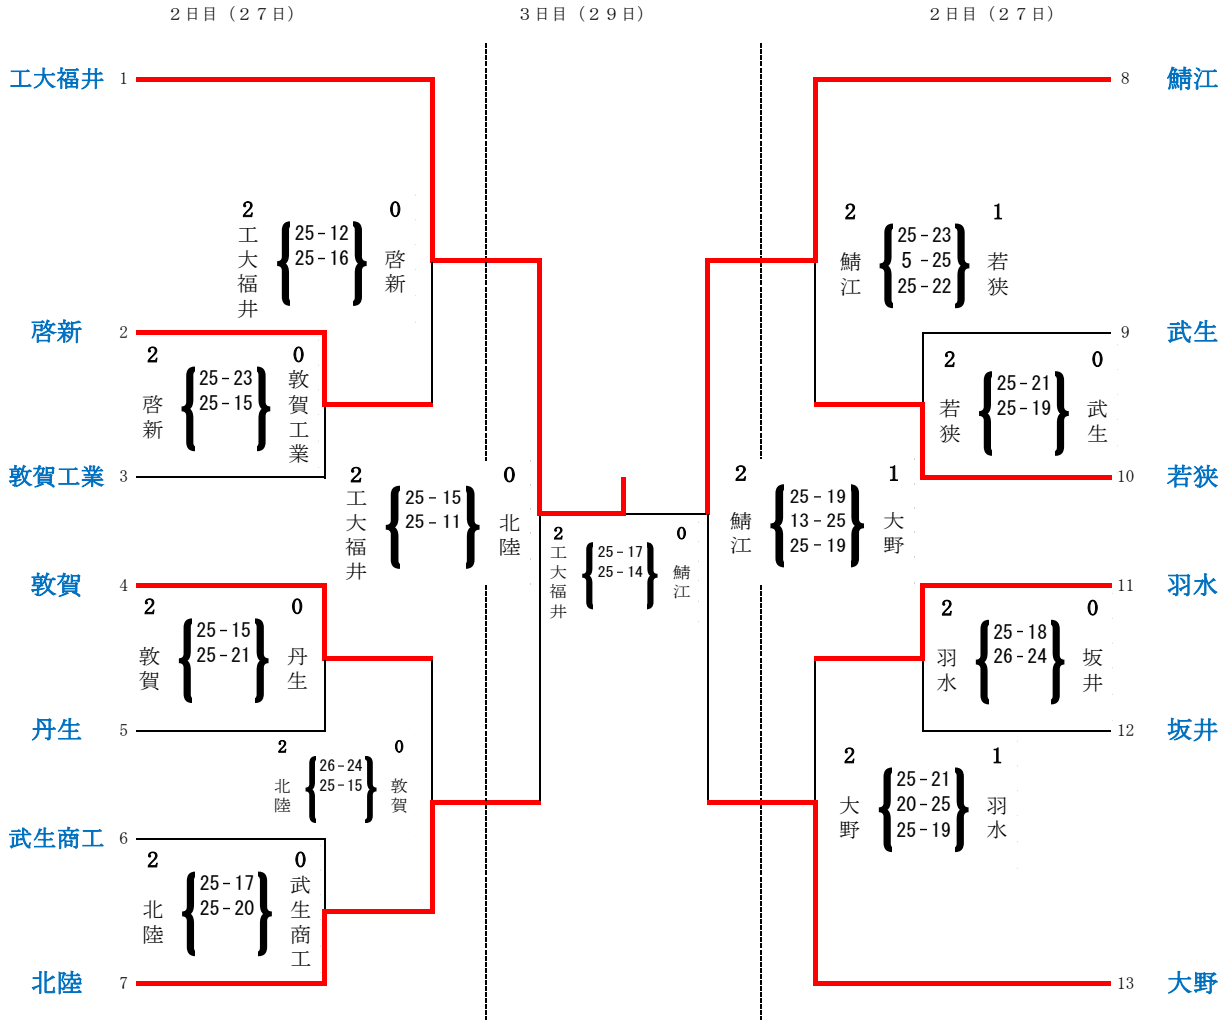 ２日目（２７日）
３日目（２９日）
２日目（２７日）
工大福井 1
8 鯖江
2 0
工大福井
25－12
25－16
啓新
2 1
鯖江
25－23
5 －25
25－22
若狭
啓新 2
9 武生
2 0
啓新
25－23
25－15
敦賀工業
2 0
若狭
25－21
25－19
武生
敦賀工業 3
10 若狭
2 0
工大福井
25－15
25－11
北陸
2 0
工大福井
25－17
25－14
鯖江
2 1
鯖江
25－19
13－25
25－19
大野
敦賀 4
11 羽水
2 0
敦賀
25－15
25－21
丹生
2 0
羽水
25－18
26－24
坂井
丹生 5
12 坂井
2 0
北陸
26－24
25－15
敦賀
2 1
大野
25－21
20－25
25－19
羽水
武生商工 6
2 0
北陸
25－17
25－20
武生商工
北陸 7
13 大野